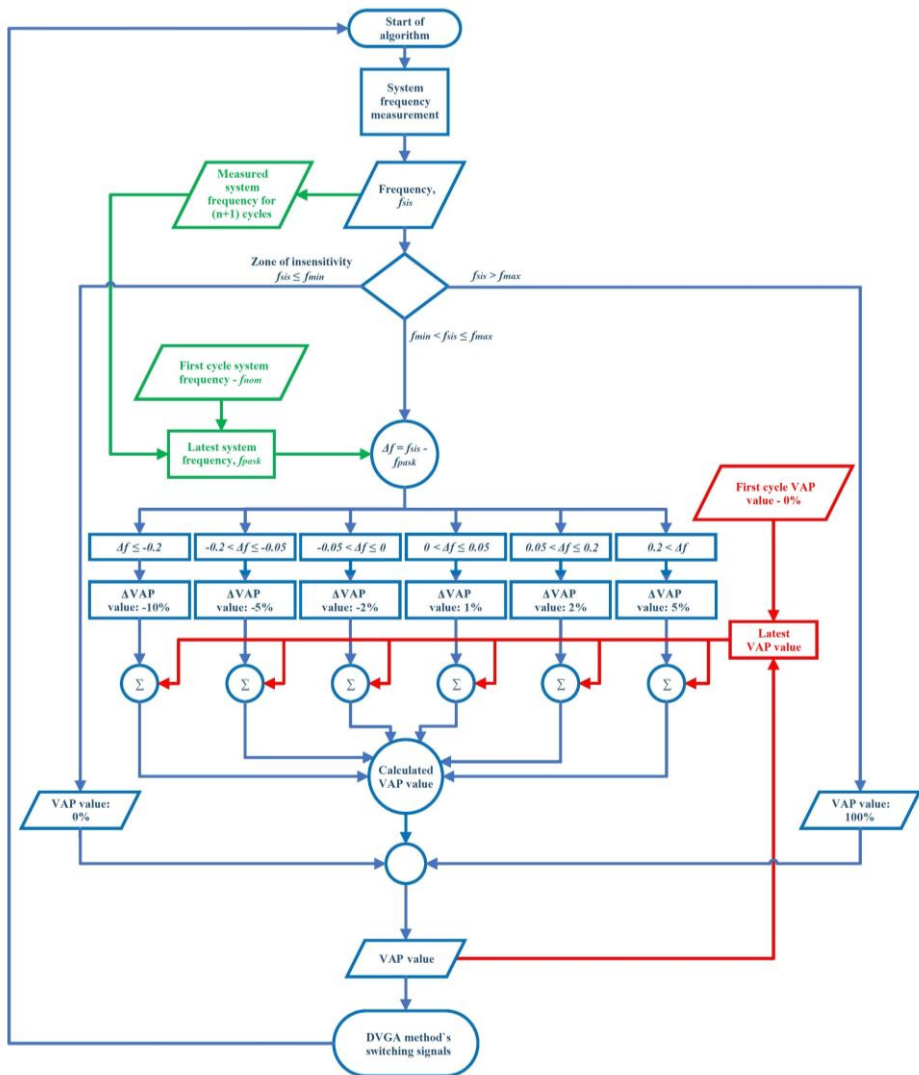 Start of
algorithm
System
frequency
measurement
Measured
system
frequency for
(n+1) cycles
Frequency,
fsis
Zone of insensitivity
fsis ≤ fmin
fsis > fmax
fmin < fsis ≤ fmax
First cycle system
frequency - fnom
Latest system
frequency, fpask
Δf = fsis -
fpask
First cycle VAP
value - 0%
Δf ≤ -0.2
-0.2 < Δf ≤ -0.05
-0.05 < Δf ≤ 0
0 < Δf ≤ 0.05
0.05 < Δf ≤ 0.2
0.2 < Δf
ΔVAP
value: -10%
ΔVAP
value: -5%
ΔVAP
value: -2%
ΔVAP
value: 1%
ΔVAP
value: 2%
ΔVAP
value: 5%
Latest
VAP value
Σ
Σ
Σ
Σ
Σ
Σ
Calculated
VAP value
VAP value:
0%
VAP value:
100%
VAP value
DVGA method`s
switching signals